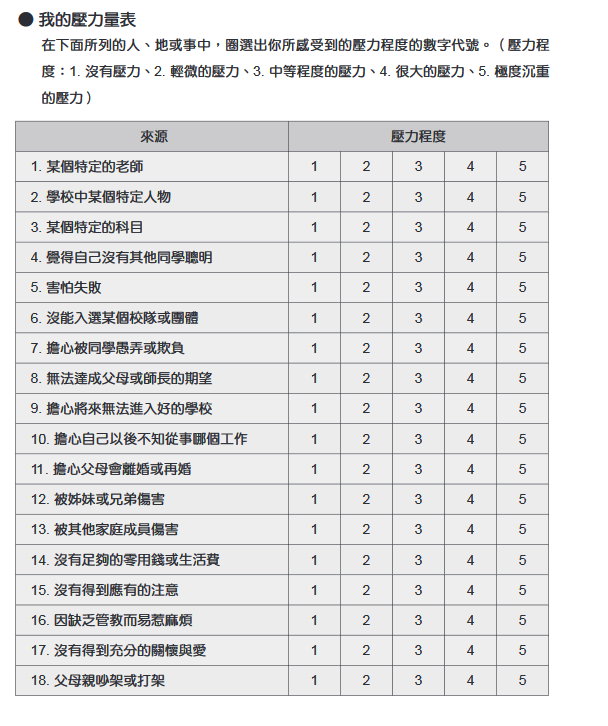 ● 我的壓力量表
在下面所列的人、地或事中，圈選出你所感受到的壓力程度的數字代號。（壓力程
度：1. 沒有壓力、2. 輕微的壓力、3. 中等程度的壓力、4. 很大的壓力、5. 極度沉重
的壓力）
來源 壓力程度
1. 某個特定的老師 1 2 3 4 5
2. 學校中某個特定人物 1 2 3 4 5
3. 某個特定的科目 1 2 3 4 5
4. 覺得自己沒有其他同學聰明 1 2 3 4 5
5. 害怕失敗 1 2 3 4 5
6. 沒能入選某個校隊或團體 1 2 3 4 5
7. 擔心被同學愚弄或欺負 1 2 3 4 5
8. 無法達成父母或師長的期望 1 2 3 4 5
9. 擔心將來無法進入好的學校 1 2 3 4 5
10. 擔心自己以後不知從事哪個工作 1 2 3 4 5
11. 擔心父母會離婚或再婚 1 2 3 4 5
12. 被姊妹或兄弟傷害 1 2 3 4 5
13. 被其他家庭成員傷害 1 2 3 4 5
14. 沒有足夠的零用錢或生活費 1 2 3 4 5
15. 沒有得到應有的注意 1 2 3 4 5
16. 因缺乏管教而易惹麻煩 1 2 3 4 5
17. 沒有得到充分的關懷與愛 1 2 3 4 5
18. 父母親吵架或打架 1 2 3 4 5